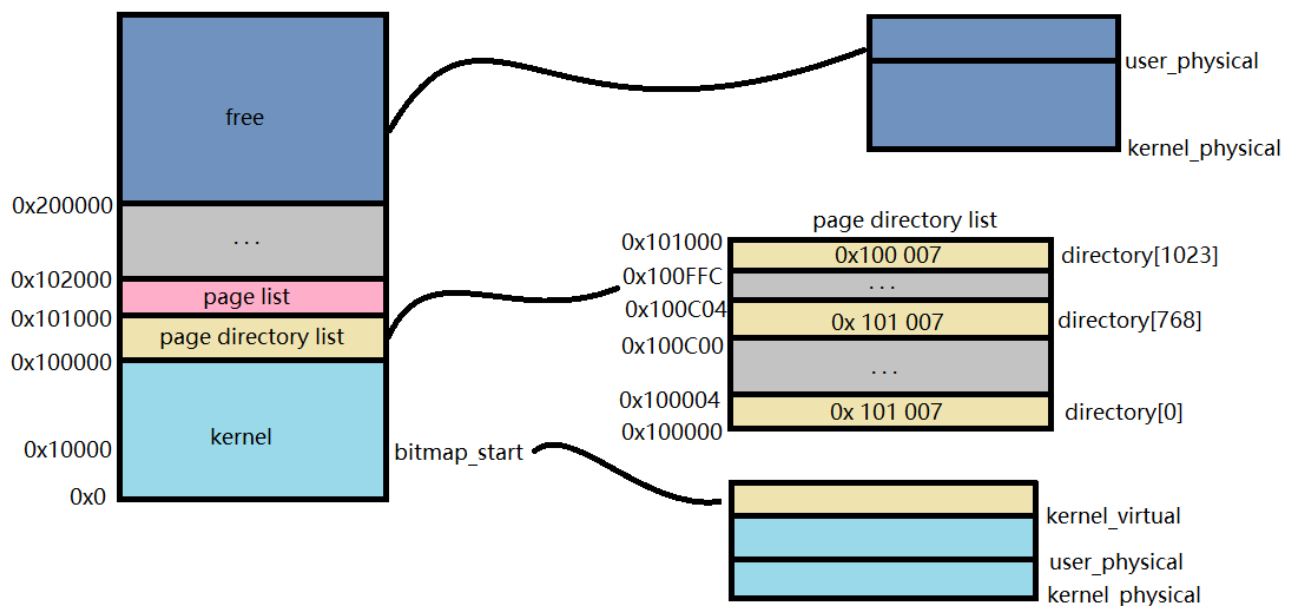 free
0x200000
...
0x102000
page list
0x101000
page directory list
0x100000
kernel
0x10000
0x0
bitmap_start
user_physical
kernel_physical
page directory list
0x101000
0x100 007
directory[1023]
0x100FFC
...
0x100C04
0x 101 007
directory[768]
0x100C00
...
0x100004
0x 101 007
directory[0]
0x100000
kernel_virtual
user_physical
kernel_physical